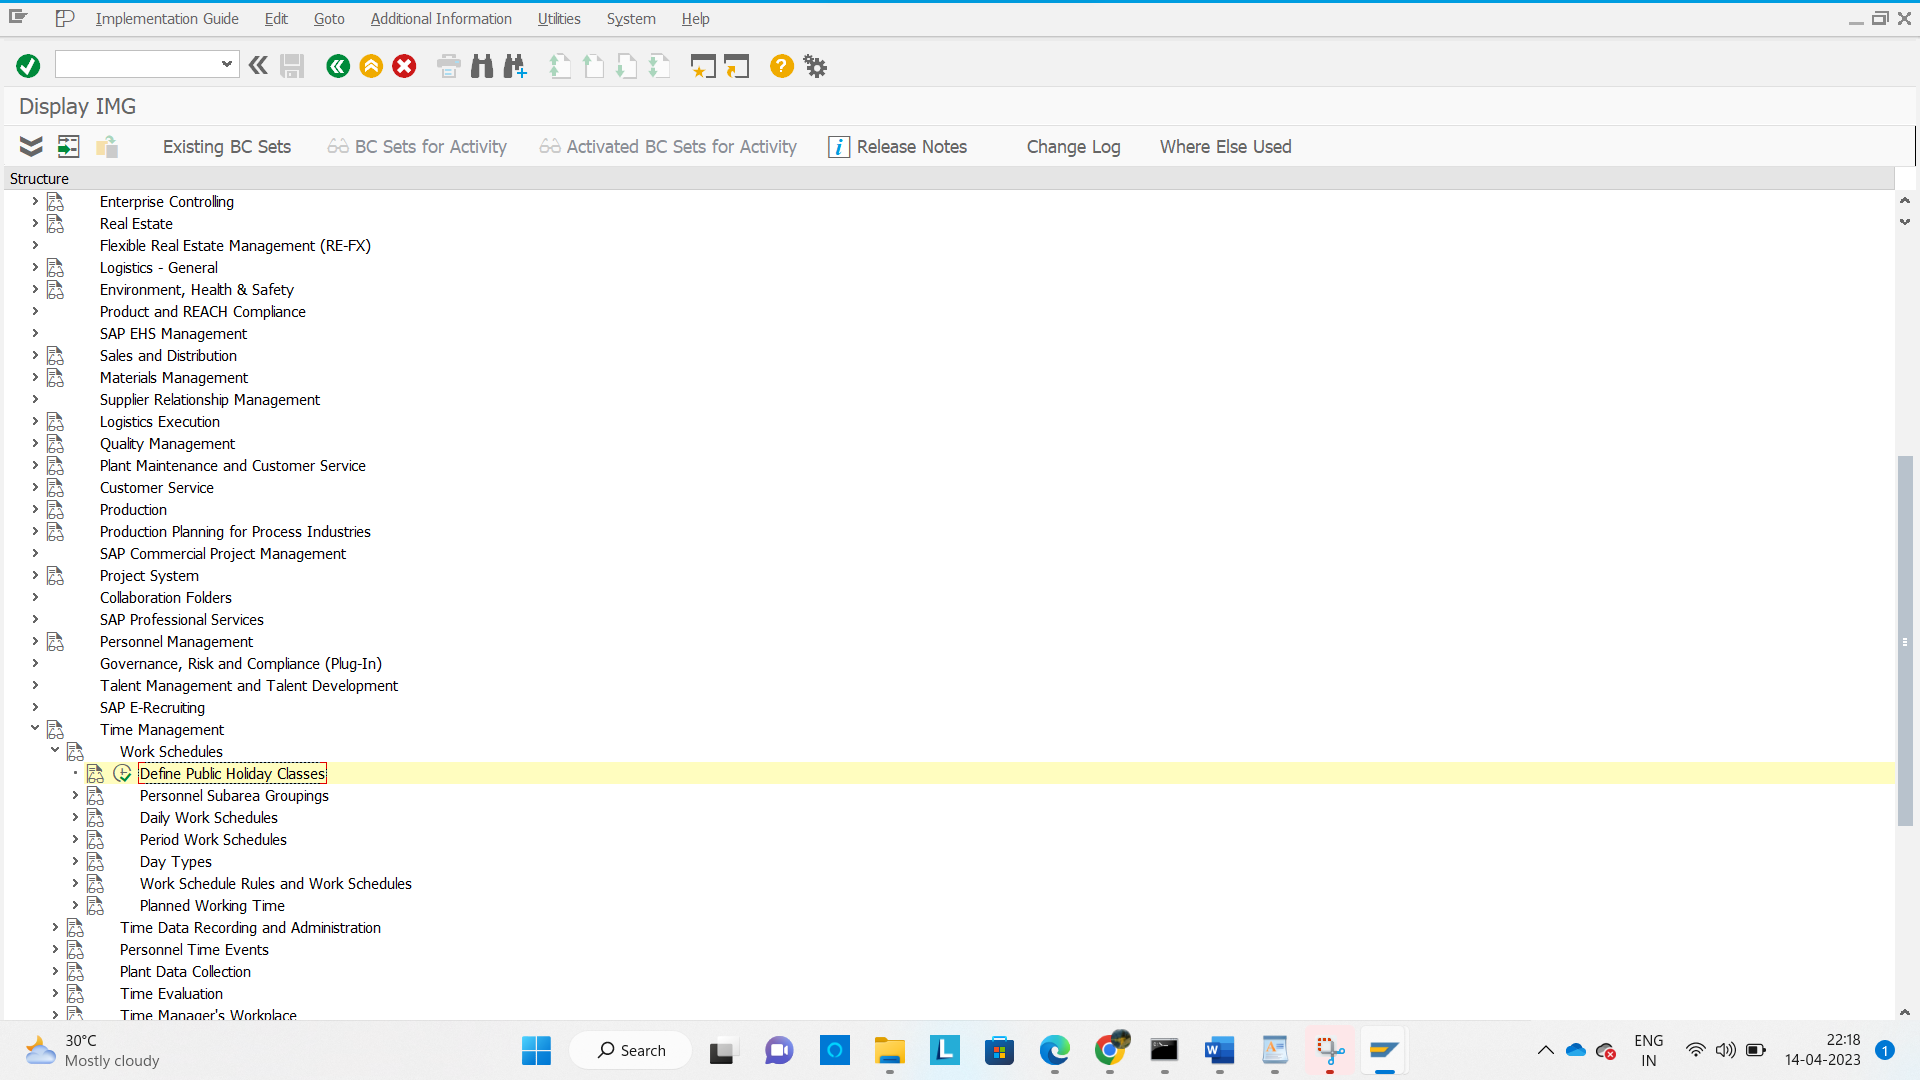 Implementation Guide Edit Goto Additional Information Utilities System Help
Display IMG
Existing BC Sets BC Sets for Activity Activated BC Sets for Activity Release Notes Change Log Where Else Used
Structure
Enterprise Controlling
Real Estate
Flexible Real Estate Management (RE-FX)
Logistics - General
Environment, Health & Safety
Product and REACH Compliance
SAP EHS Management
Sales and Distribution
Materials Management
Supplier Relationship Management
Logistics Execution
Quality Management
Plant Maintenance and Customer Service
Customer Service
Production
Production Planning for Process Industries
SAP Commercial Project Management
Project System
Collaboration Folders
SAP Professional Services
Personnel Management
Governance, Risk and Compliance (Plug-In)
Talent Management and Talent Development
SAP E-Recruiting
Time Management
Work Schedules
Define Public Holiday Classes
Personnel Subarea Groupings
Daily Work Schedules
Period Work Schedules
Day Types
Work Schedule Rules and Work Schedules
Planned Working Time
Time Data Recording and Administration
Personnel Time Events
Plant Data Collection
Time Evaluation
Time Manager's Workplace
30°C
Mostly cloudy
Search
ENG
IN
22:18
14-04-2023
1